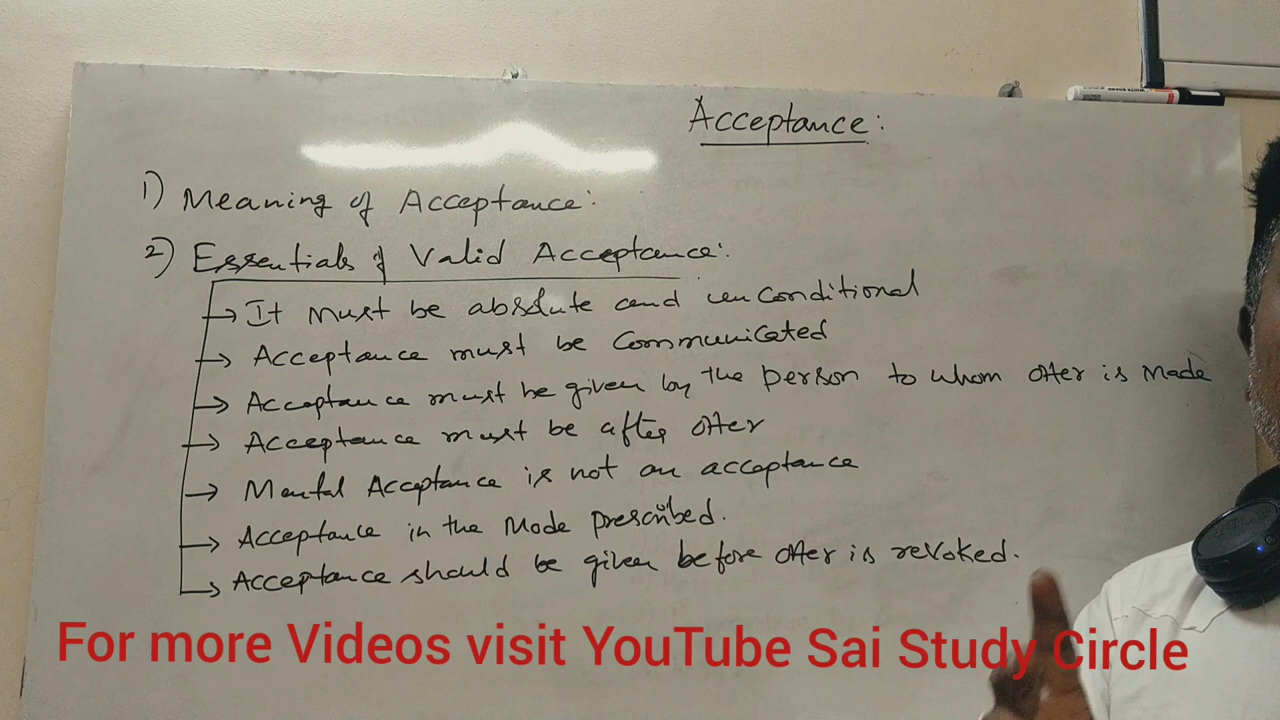 Acceptance:
1) Meaning of Acceptance:
2) Essentials of Valid Acceptance:
→ It must be absolute and unconditional
→ Acceptance must be communicated
→ Acceptance must be given by the person to whom offer is Made
→ Acceptance must be after offer
→ Mental Acceptance is not an acceptance
→ Acceptance in the Mode prescribed.
→ Acceptance should be given before offer is revoked.
For more Videos visit YouTube Sai Study Circle